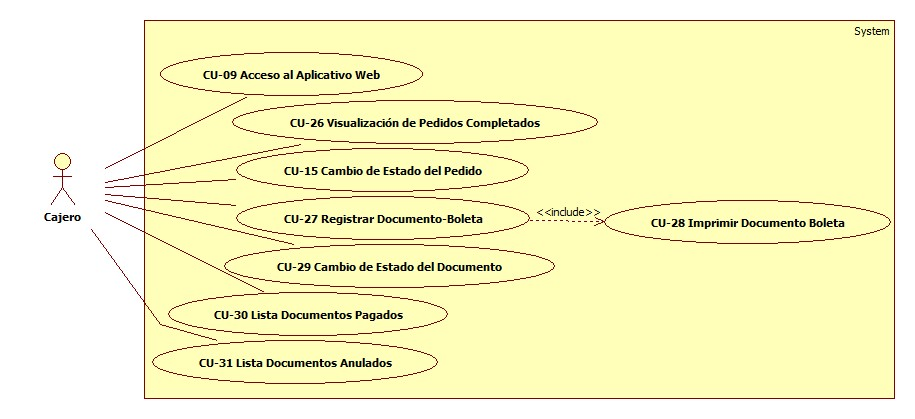 System
CU-09 Acceso al Aplicativo Web
CU-26 Visualización de Pedidos Completados
CU-15 Cambio de Estado del Pedido
Cajero
CU-27 Registrar Documento-Boleta
<<include>>
CU-28 Imprimir Documento Boleta
CU-29 Cambio de Estado del Documento
CU-30 Lista Documentos Pagados
CU-31 Lista Documentos Anulados